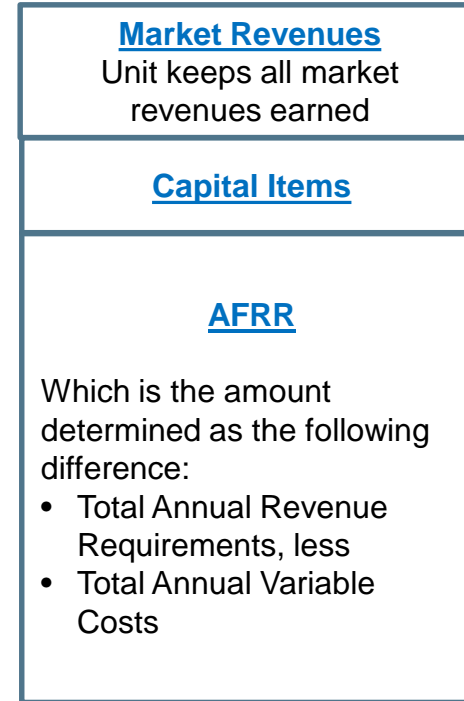 Market Revenues
Unit keeps all market
revenues earned
Capital Items
AFRR
Which is the amount
determined as the following
difference:
• Total Annual Revenue
Requirements, less
• Total Annual Variable
Costs